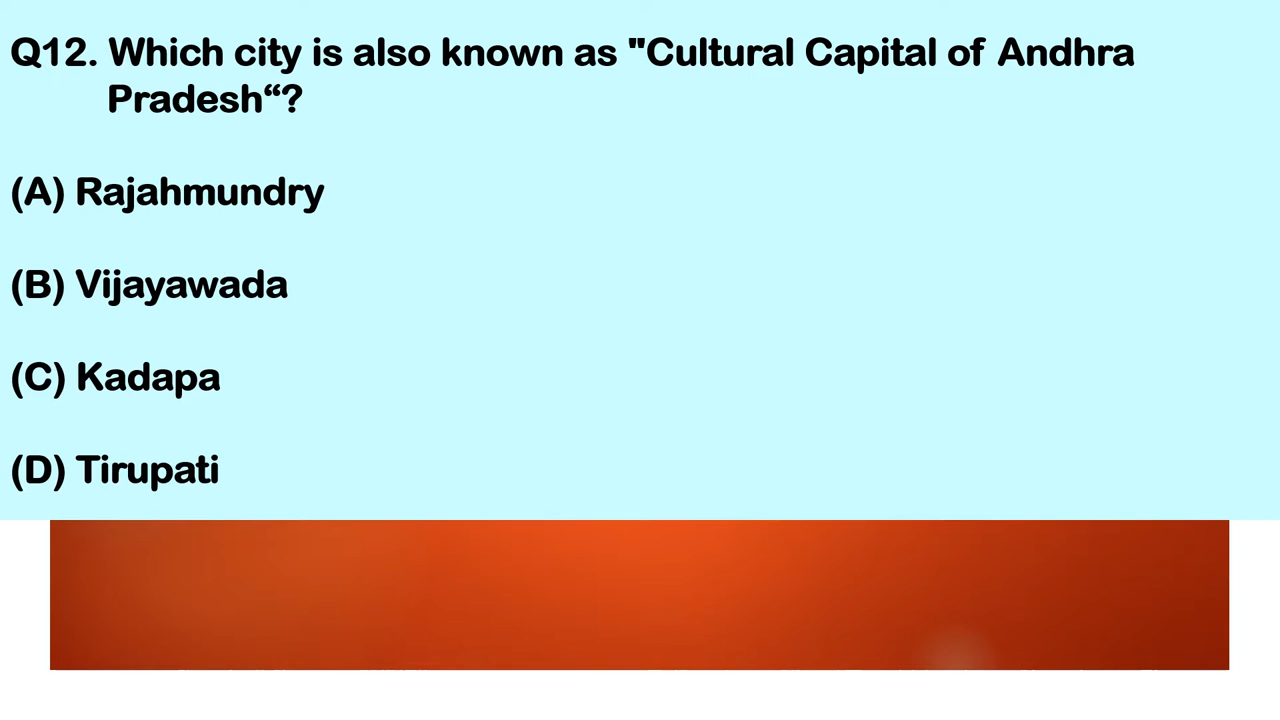 Q12. Which city is also known as "Cultural Capital of Andhra
Pradesh“?
(A) Rajahmundry
(B) Vijayawada
(C) Kadapa
(D) Tirupati